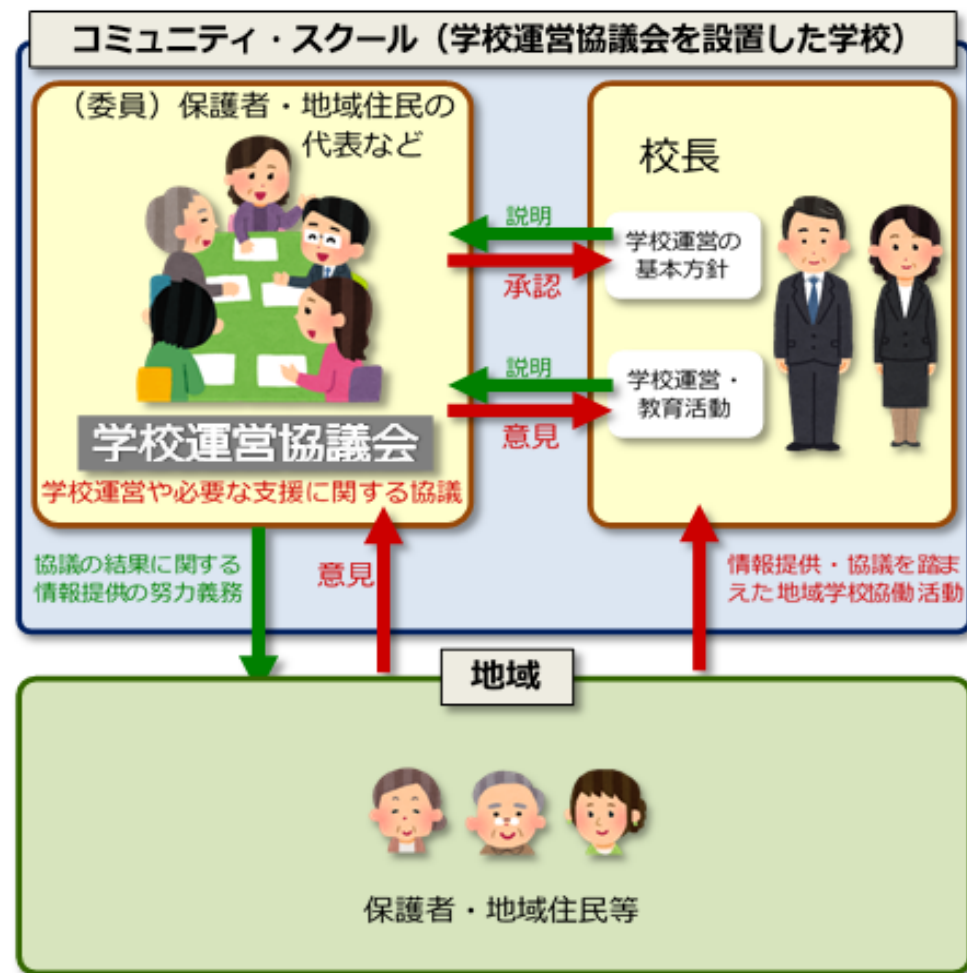 コミュニティ・スクール（学校運営協議会を設置した学校）
（委員）保護者・地域住民の
代表など
学校運営協議会
学校運営や必要な支援に関する協議
説明
承認
説明
意見
校長
学校運営の
基本方針
学校運営・
教育活動
協議の結果に関する
情報提供の努力義務
意見
情報提供・協議を踏ま
えた地域学校協働活動
地域
保護者・地域住民等